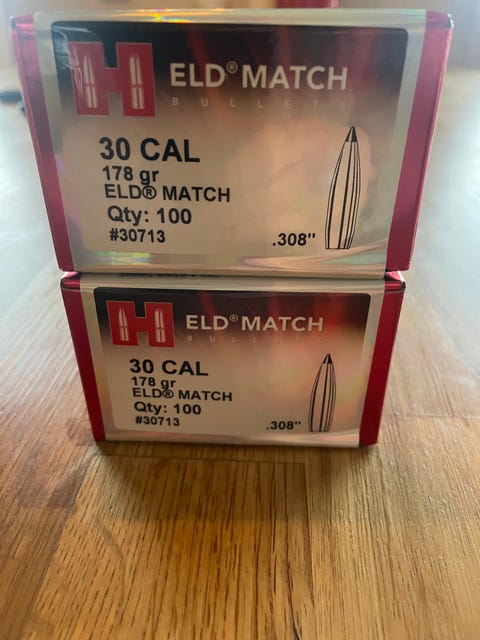 H
ELD® MATCH
BULLETS
30 CAL
178 gr
ELD® MATCH
Qty: 100
#30713
.308"
H
ELD® MATCH
BULLETS
30 CAL
178 gr
ELD® MATCH
Qty: 100
#30713
.308"